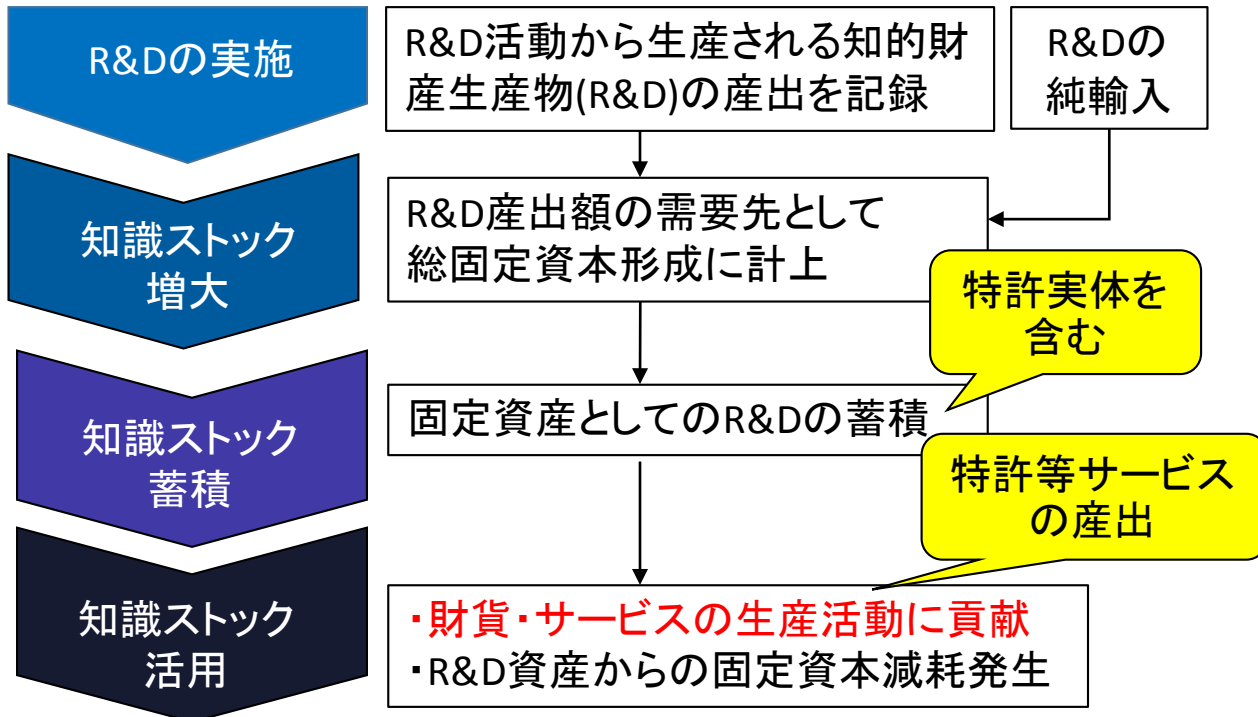 R&Dの実施
R&D活動から生産される知的財
産生産物(R&D)の産出を記録
R&Dの
純輸入
知識ストック
増大
R&D産出額の需要先として
総固定資本形成に計上
特許実体を
含む
知識ストック
蓄積
固定資産としてのR&Dの蓄積
特許等サービス
の産出
知識ストック
活用
・財貨・サービスの生産活動に貢献
・R&D資産からの固定資本減耗発生